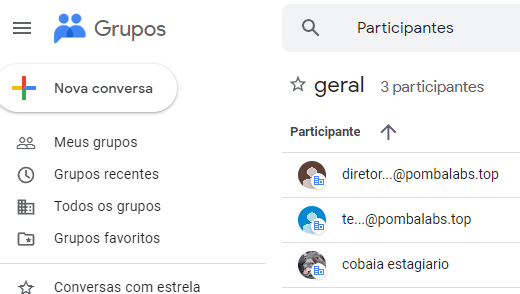 Grupos
Participantes
Nova conversa
geral 3 participantes
Participante
Meus grupos
Grupos recentes
Todos os grupos
Grupos favoritos
Conversas com estrela
diretor...@pombalabs.top
te...@pombalabs.top
cobaia estagiario